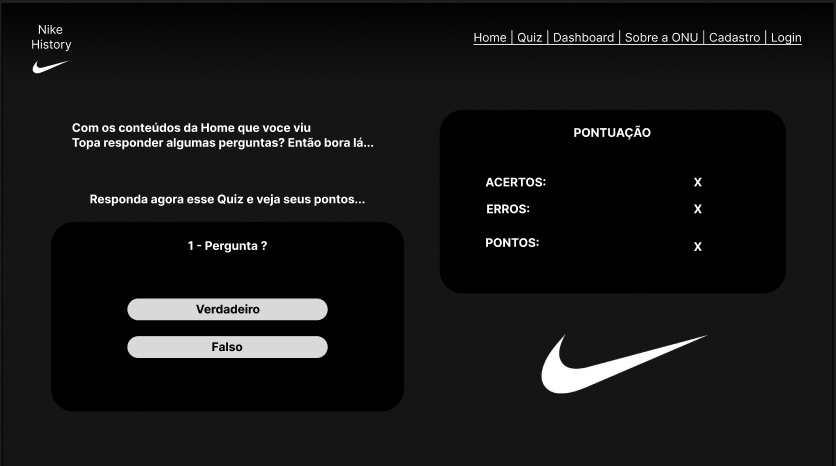 Nike
History
Home | Quiz | Dashboard | Sobre a ONU | Cadastro | Login
Com os conteúdos da Home que voce viu
Topa responder algumas perguntas? Então bora lá...
Responda agora esse Quiz e veja seus pontos...
1 - Pergunta ?
Verdadeiro
Falso
PONTUAÇÃO
ACERTOS: X
ERROS: X
PONTOS: X